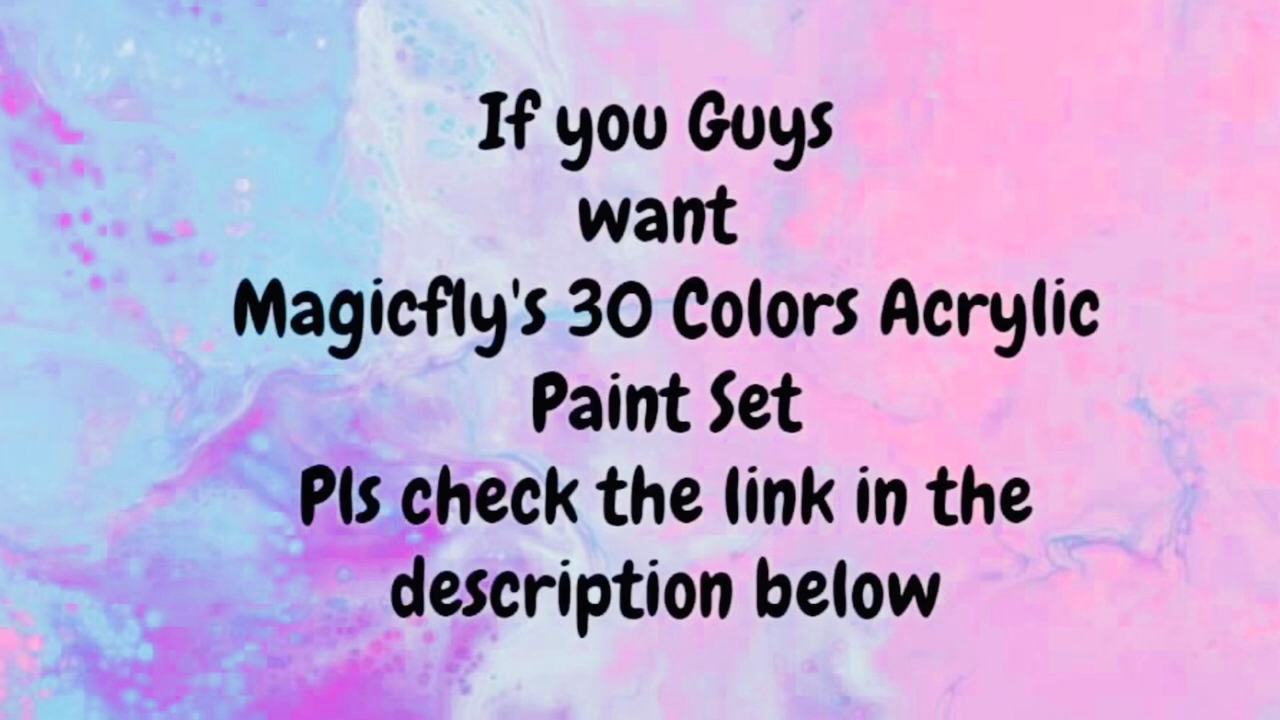 If you Guys
want
Magicfly's 30 Colors Acrylic
Paint Set
Pls check the link in the
description below